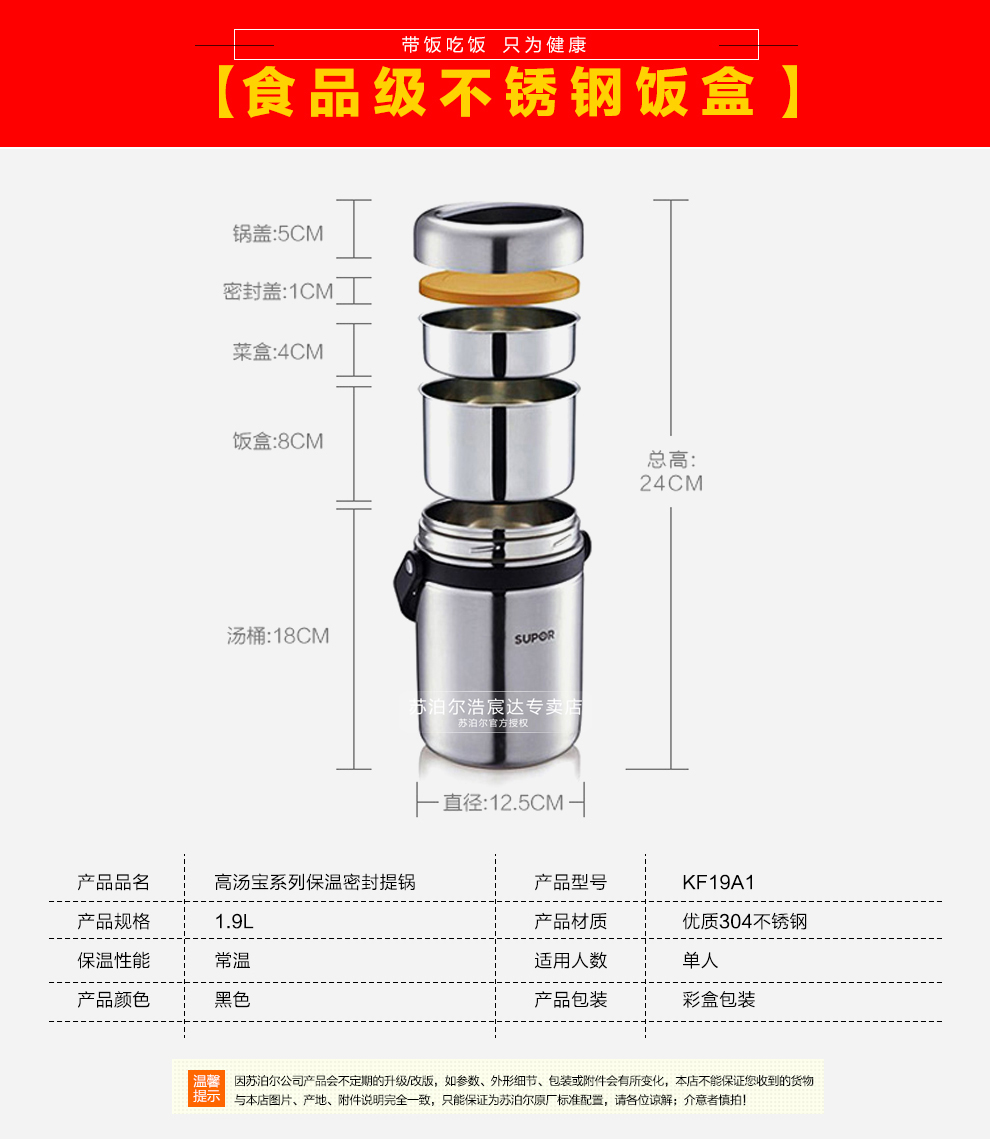 带饭吃饭 只为健康
【食品级不锈钢饭盒】
锅盖:5CM
密封盖:1CM
菜盒:4CM
饭盒:8CM
总高:
24CM
汤桶:18CM
SUPOR
苏泊尔浩宸达专卖店
苏泊尔官方授权
直径:12.5CM
产品品名 高汤宝系列保温密封提锅 产品型号 KF19A1
产品规格 1.9L 产品材质 优质304不锈钢
保温性能 常温 适用人数 单人
产品颜色 黑色 产品包装 彩盒包装
温馨提示
因苏泊尔公司产品会不定期的升级/改版，如参数、外形细节、包装或附件会有所变化，本店不能保证您收到的货物
与本店图片、产地、附件说明完全一致，只能保证为苏泊尔原厂标准配置，请各位谅解；介意者慎拍！